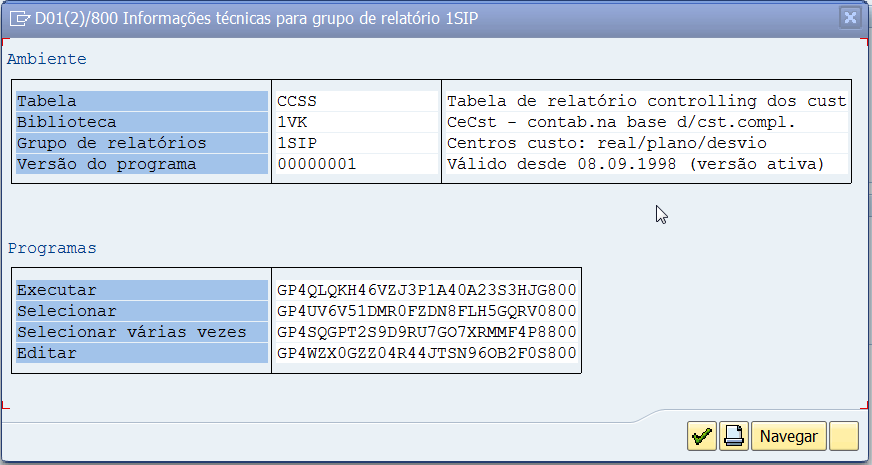 D01(2)/800 Informações técnicas para grupo de relatório 1SIP
Ambiente
Tabela CCSS Tabela de relatório controlling dos cust
Biblioteca 1VK CeCst - contab.na base d/cst.compl.
Grupo de relatórios 1SIP Centros custo: real/plano/desvio
Versão do programa 00000001 Válido desde 08.09.1998 (versão ativa)
Programas
Executar GP4QLQKH46VZJ3P1A40A23S3HJG800
Selecionar GP4UV6V51DMR0FZDN8FLH5GQRV0800
Selecionar várias vezes GP4SQGPT2S9D9RU7GO7XRMMF4P8800
Editar GP4WZX0GZZ04R44JTSN96OB2F0S800
Navegar